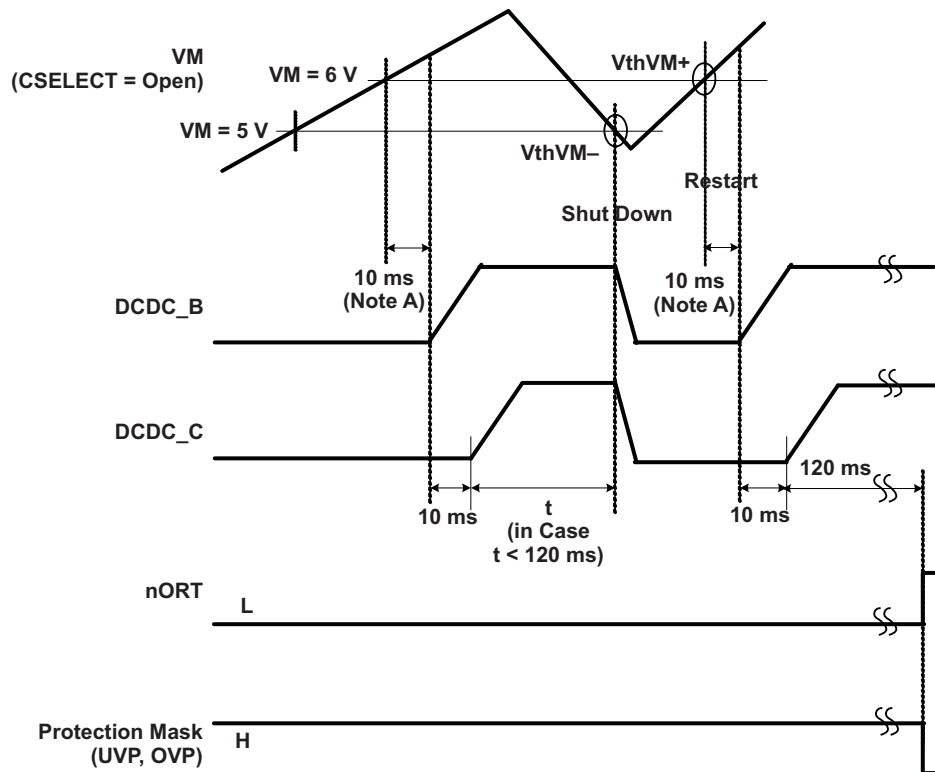 VM
(CSELECT = Open)
VM = 6 V
VthVM+
VM = 5 V
VthVM–
Restart
Shut Down
10 ms
(Note A)
10 ms
(Note A)
DCDC_B
DCDC_C
120 ms
10 ms
t
(in Case
t < 120 ms)
10 ms
nORT
L
H
Protection Mask
(UVP, OVP)